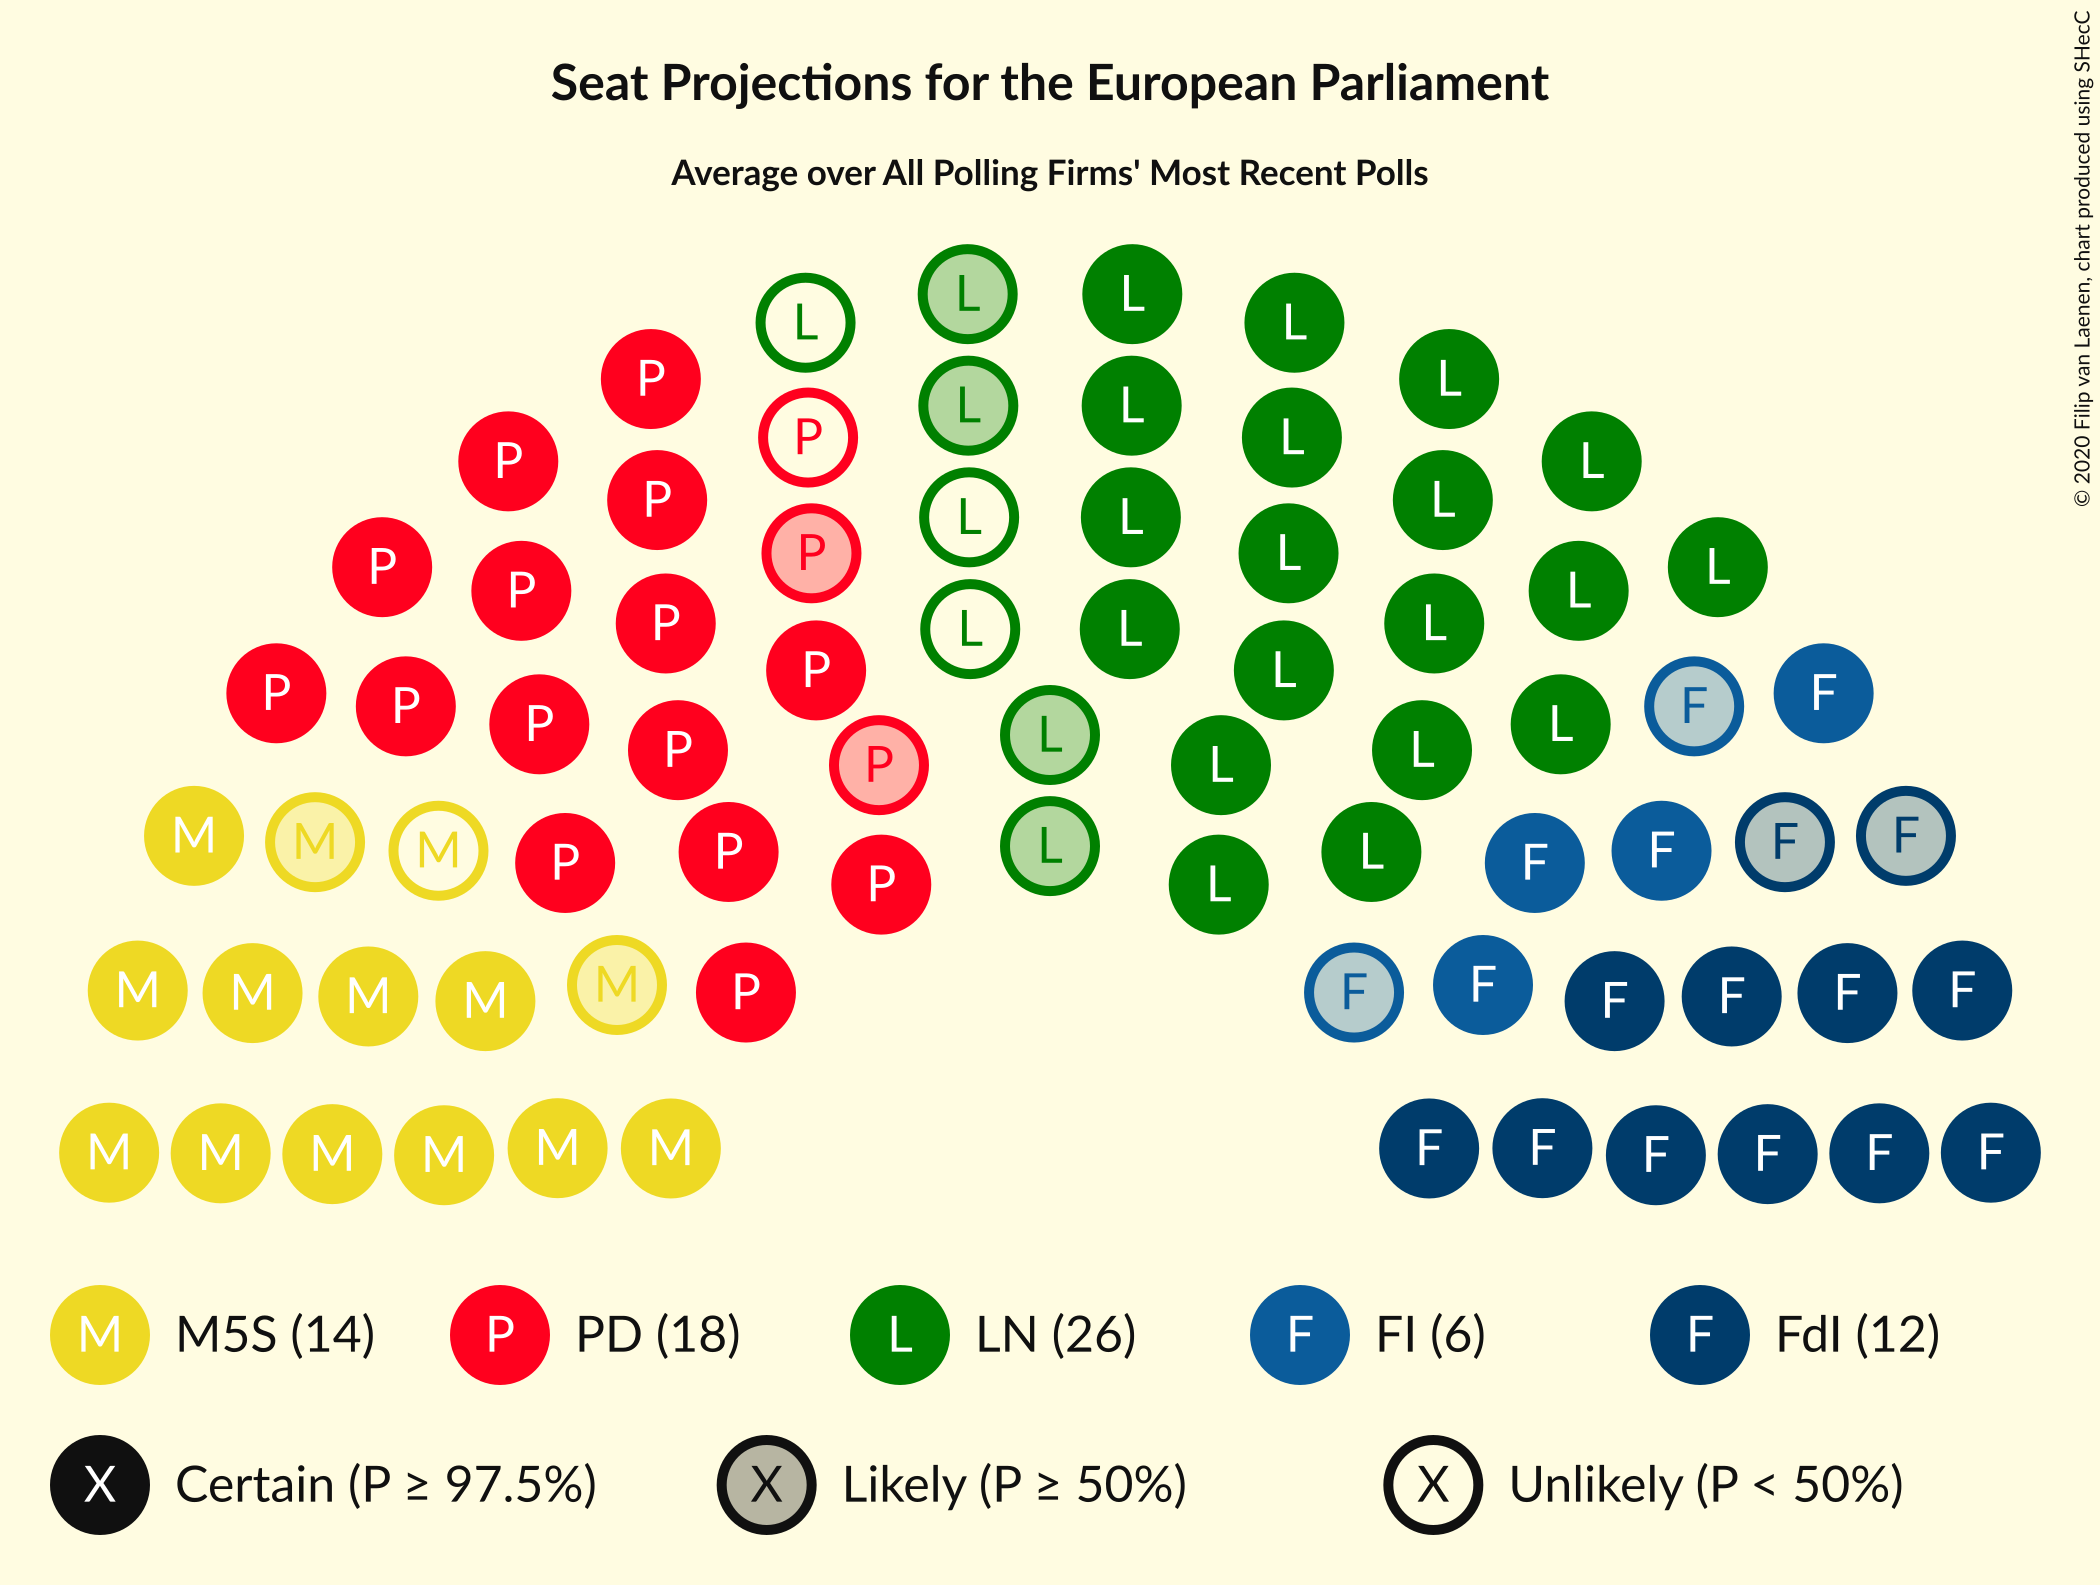 Seat Projections for the European Parliament
Average over All Polling Firms' Most Recent Polls
© 2020 Filip van Laenen, chart produced using SHecC
L L
L L
P L L
P P
L L L
L P P
L L
P L L
P L
P L L
P L
P L
P L
P L
L L
P P
F F
P L
P L
P L
L
P L
M F
M F
M F
P F
P L
L
P L
M F
M F
M F
M F
M F
P F
M F
M F
M F
M F
M F
M F
M M5S (14) P PD (18) L LN (26) F FI (6) F FdI (12)
X Certain (P ≥ 97.5%) X Likely (P ≥ 50%) X Unlikely (P < 50%)